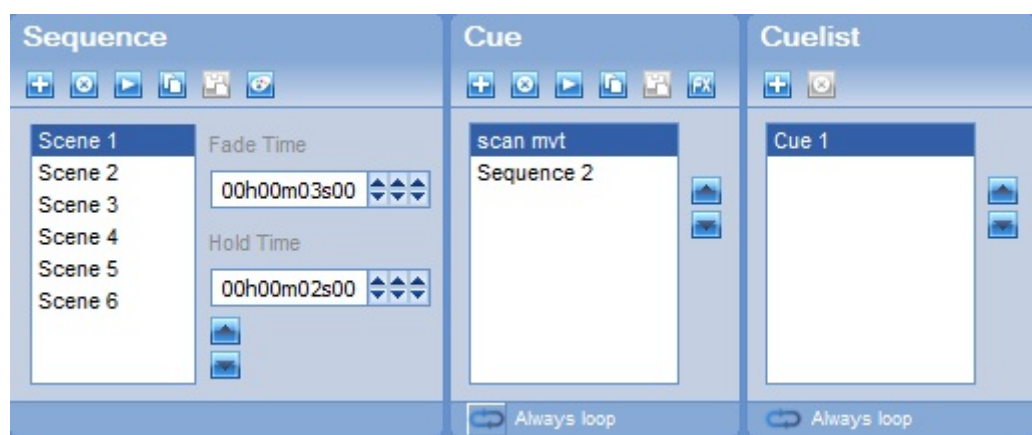 Sequence
Scene 1
Scene 2
Scene 3
Scene 4
Scene 5
Scene 6
Fade Time
00h00m03s00
Hold Time
00h00m02s00
Cue
FX
scan mvt
Sequence 2
Always loop
Cuelist
Cue 1
Always loop